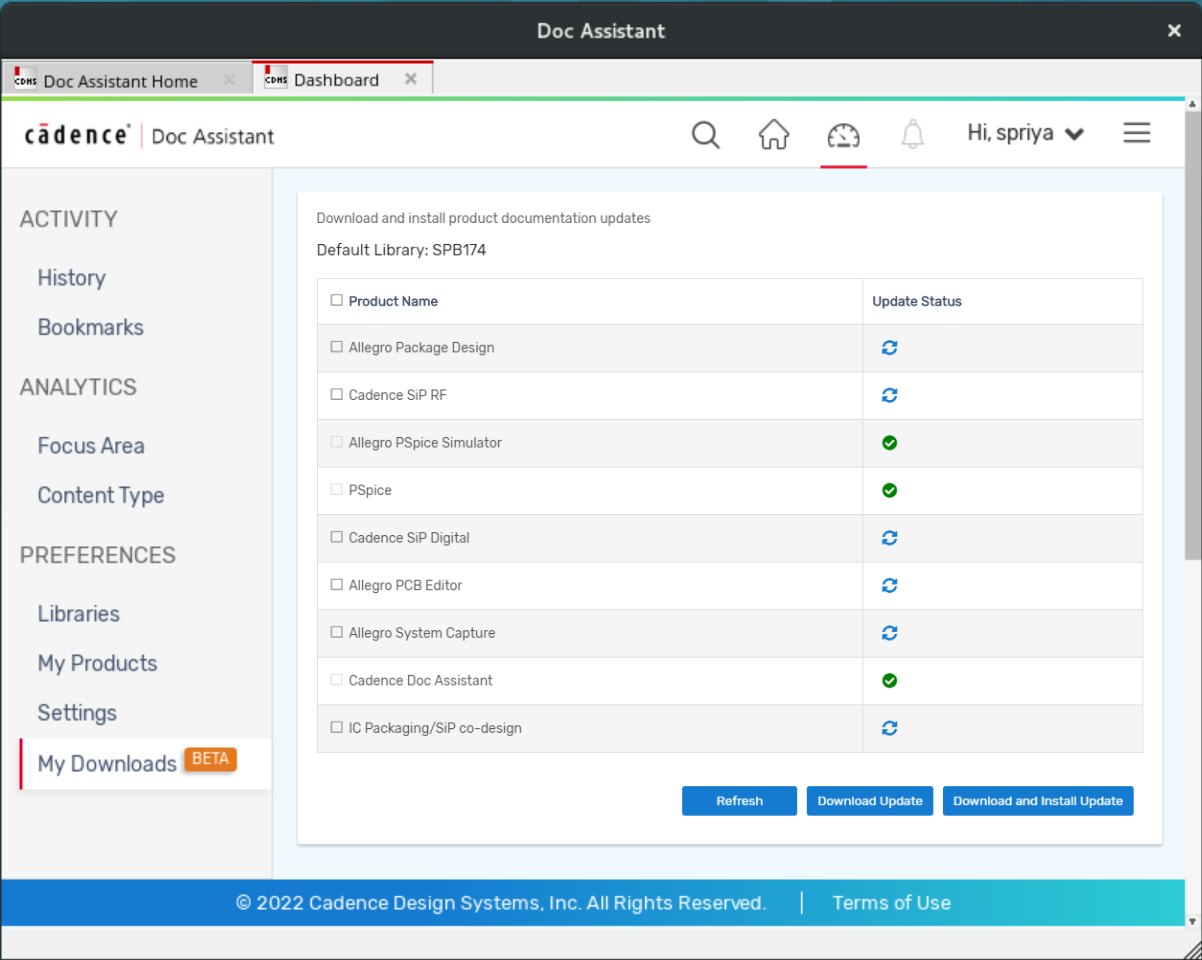 Doc Assistant
CDMS Doc Assistant Home
CDMS Dashboard
cādence® | Doc Assistant
Hi, spriya
ACTIVITY
History
Bookmarks
ANALYTICS
Focus Area
Content Type
PREFERENCES
Libraries
My Products
Settings
My Downloads BETA
Download and install product documentation updates
Default Library: SPB174
Product Name Update Status
Allegro Package Design
Cadence SiP RF
Allegro PSpice Simulator
PSpice
Cadence SiP Digital
Allegro PCB Editor
Allegro System Capture
Cadence Doc Assistant
IC Packaging/SiP co-design
Refresh Download Update Download and Install Update
© 2022 Cadence Design Systems, Inc. All Rights Reserved. | Terms of Use